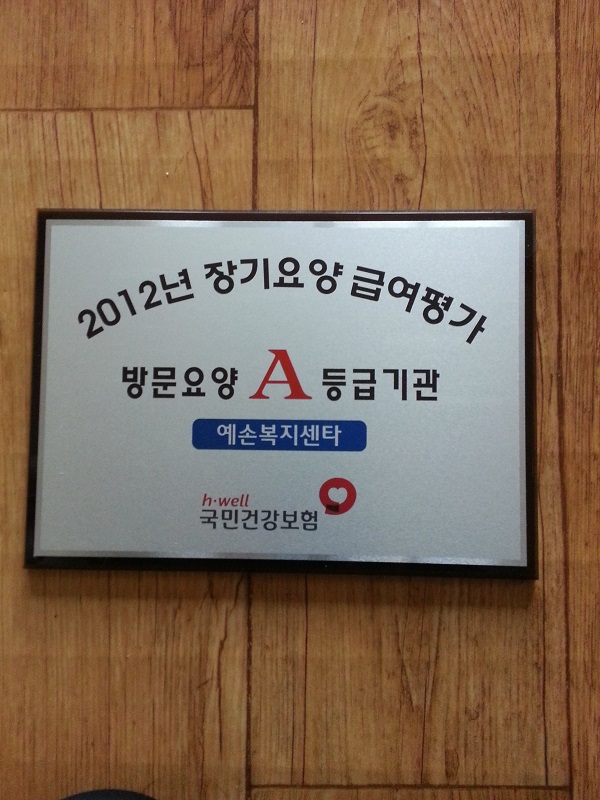 2012년 장기요양 급여평가
방문요양 A 등급기관
예손복지센타
h·well
국민건강보험